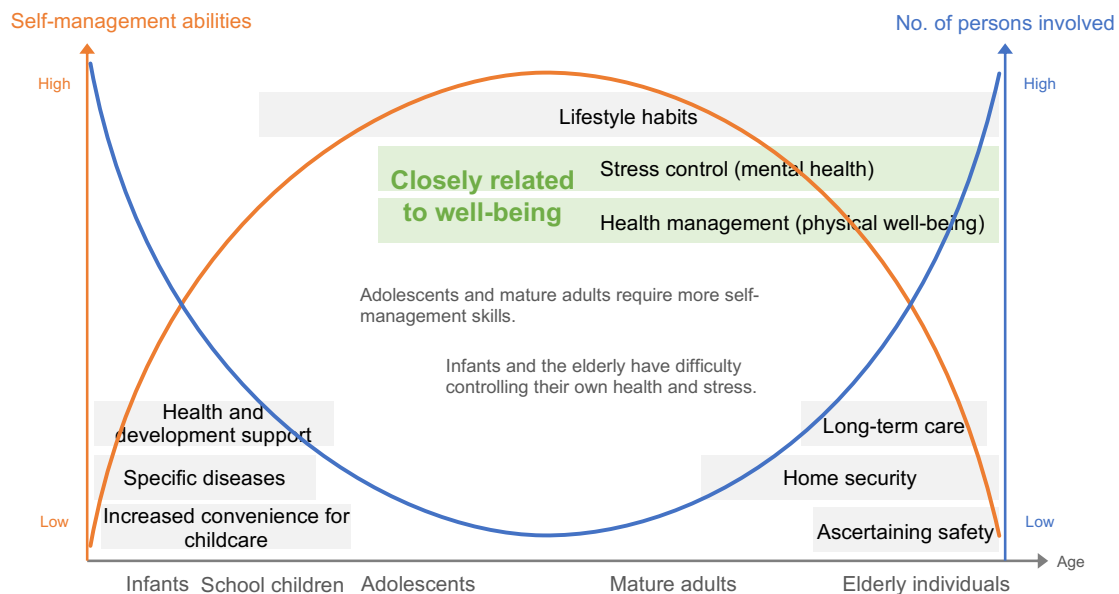 Self-management abilities
No. of persons involved
High
High
Lifestyle habits
Closely related
to well-being
Stress control (mental health)
Health management (physical well-being)
Adolescents and mature adults require more self-
management skills.
Infants and the elderly have difficulty
controlling their own health and stress.
Health and
development support
Long-term care
Specific diseases
Home security
Increased convenience for
childcare
Ascertaining safety
Low
Low
Age
Infants
School children
Adolescents
Mature adults
Elderly individuals